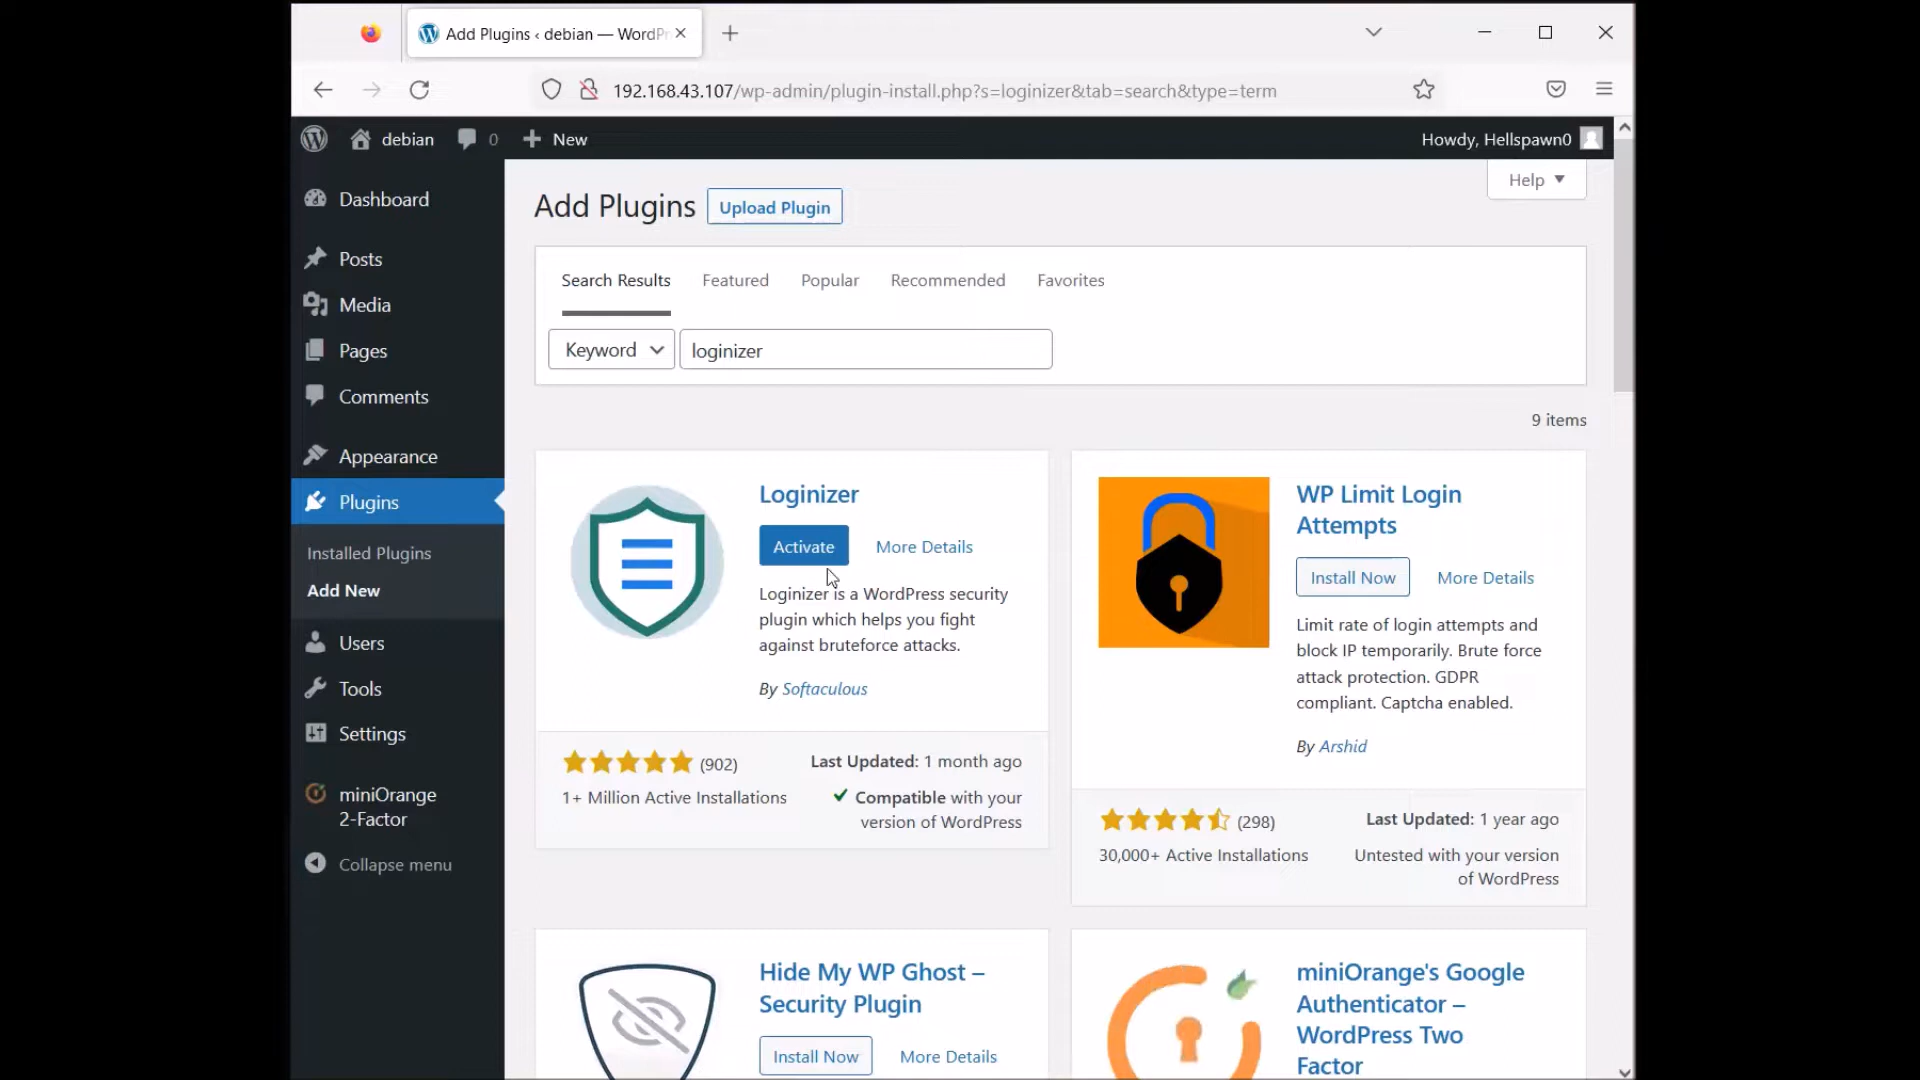 Add Plugins ‹ debian — WordPr
192.168.43.107/wp-admin/plugin-install.php?s=loginizer&tab=search&type=term
debian
0
New
Howdy, Hellspawn0
Help
Dashboard
Posts
Media
Pages
Comments
Appearance
Plugins
Installed Plugins
Add New
Users
Tools
Settings
miniOrange
2-Factor
Collapse menu
Add Plugins
Upload Plugin
Search Results
Featured
Popular
Recommended
Favorites
Keyword
loginizer
9 items
Loginizer
Activate
More Details
Loginizer is a WordPress security
plugin which helps you fight
against bruteforce attacks.
By Softaculous
(902)
Last Updated: 1 month ago
1+ Million Active Installations
Compatible with your
version of WordPress
WP Limit Login
Attempts
Install Now
More Details
Limit rate of login attempts and
block IP temporarily. Brute force
attack protection. GDPR
compliant. Captcha enabled.
By Arshid
(298)
Last Updated: 1 year ago
30,000+ Active Installations
Untested with your version
of WordPress
Hide My WP Ghost –
Security Plugin
Install Now
More Details
miniOrange's Google
Authenticator –
WordPress Two
Factor